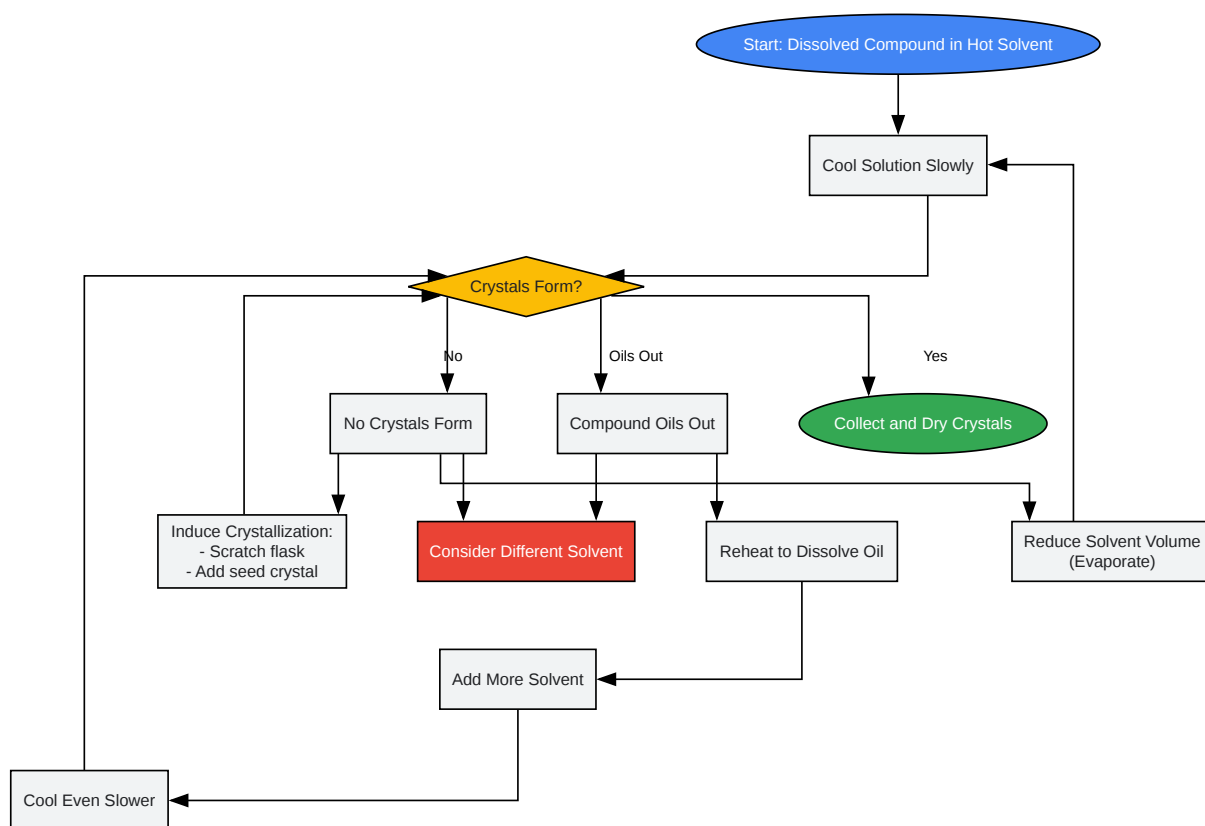 Start: Dissolved Compound in Hot Solvent
Cool Solution Slowly
Crystals Form?
No
Oils Out
Yes
No Crystals Form
Compound Oils Out
Collect and Dry Crystals
Induce Crystallization:
- Scratch flask
- Add seed crystal
Consider Different Solvent
Reheat to Dissolve Oil
Reduce Solvent Volume
(Evaporate)
Add More Solvent
Cool Even Slower